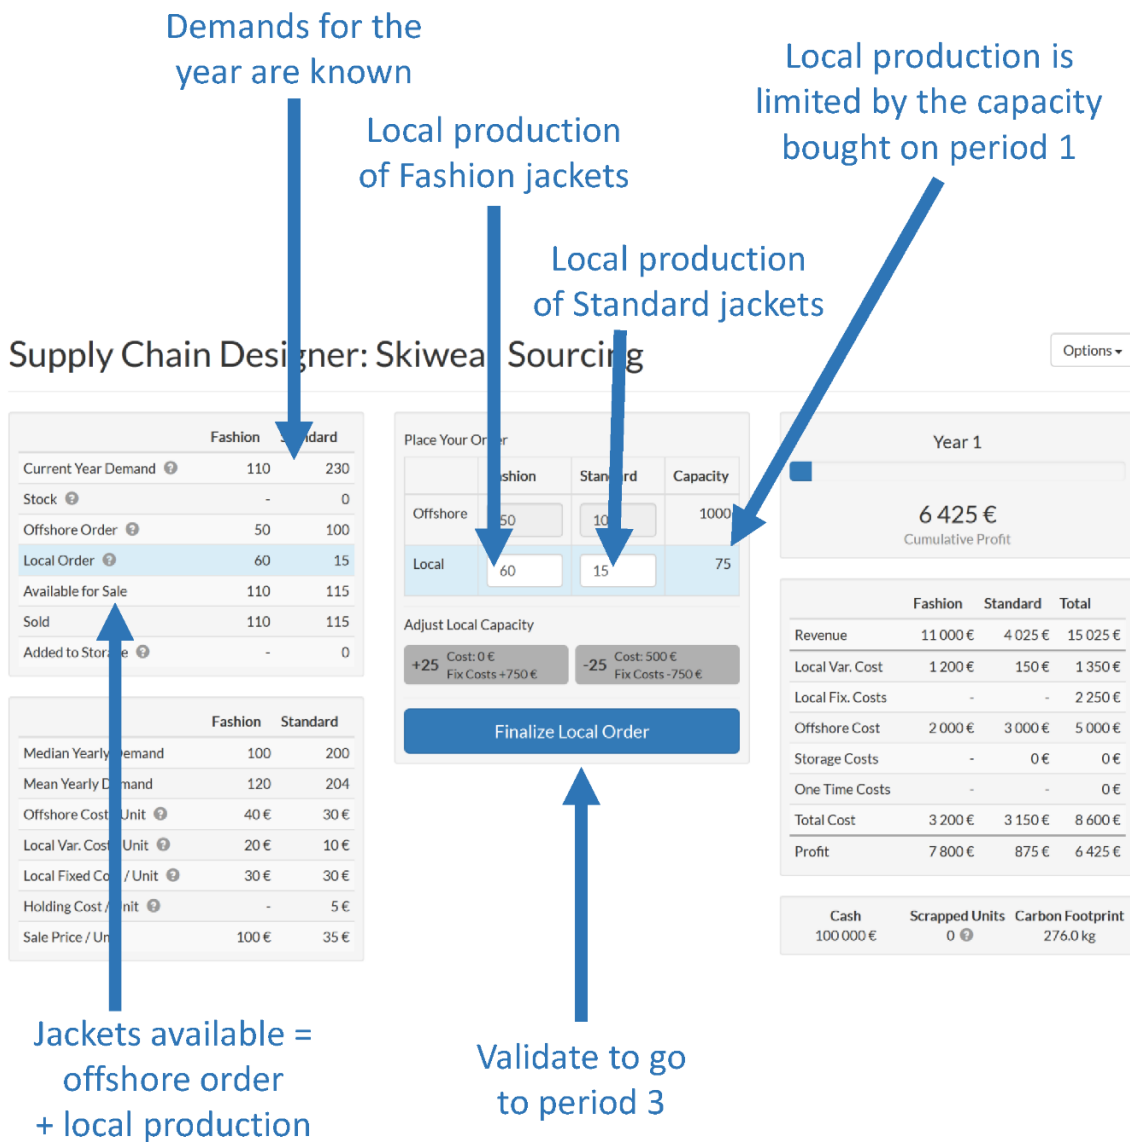 Demands for the
year are known
Local production
of Fashion jackets
Local production is
limited by the capacity
bought on period 1
Local production
of Standard jackets
Supply Chain Designer: Skiwear Sourcing
Options
Fashion Standard
Current Year Demand 110 230
Stock - 0
Offshore Order 50 100
Local Order 60 15
Available for Sale 110 115
Sold 110 115
Added to Storage - 0
Fashion Standard
Median Yearly Demand 100 200
Mean Yearly Demand 120 204
Offshore Cost / Unit 40 € 30 €
Local Var. Cost / Unit 20 € 10 €
Local Fixed Cost / Unit 30 € 30 €
Holding Cost / Unit - 5 €
Sale Price / Unit 100 € 35 €
Place Your Order
Fashion Standard Capacity
Offshore 50 100 1000
Local 60 15 75
Adjust Local Capacity
+25 Cost: 0 €
Fix Costs +750 €
-25 Cost: 500 €
Fix Costs -750 €
Finalize Local Order
Year 1
6 425 €
Cumulative Profit
Fashion Standard Total
Revenue 11 000 € 4 025 € 15 025 €
Local Var. Cost 1 200 € 150 € 1 350 €
Local Fix. Costs - - 2 250 €
Offshore Cost 2 000 € 3 000 € 5 000 €
Storage Costs - 0 € 0 €
One Time Costs - - 0 €
Total Cost 3 200 € 3 150 € 8 600 €
Profit 7 800 € 875 € 6 425 €
Cash Scrapped Units Carbon Footprint
100 000 € 0 276.0 kg
Jackets available =
offshore order
+ local production
Validate to go
to period 3